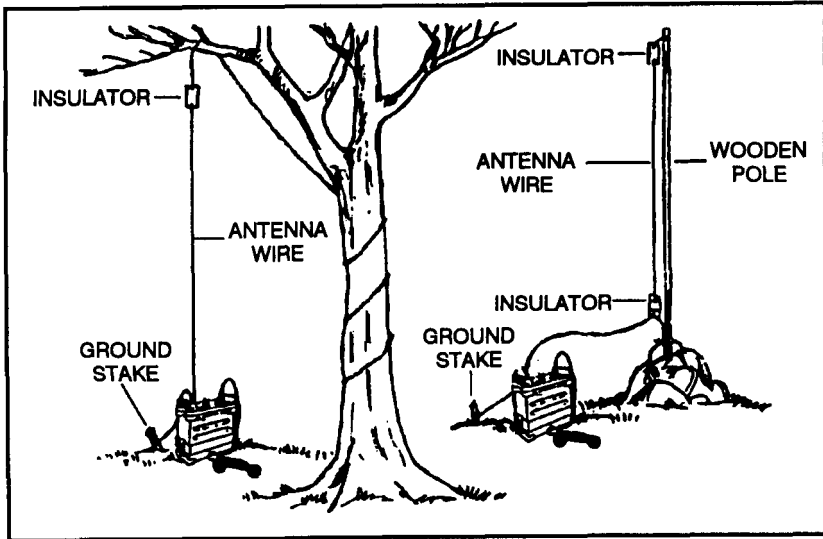 INSULATOR
ANTENNA
WIRE
GROUND
STAKE
INSULATOR
ANTENNA
WIRE
WOODEN
POLE
INSULATOR
GROUND
STAKE